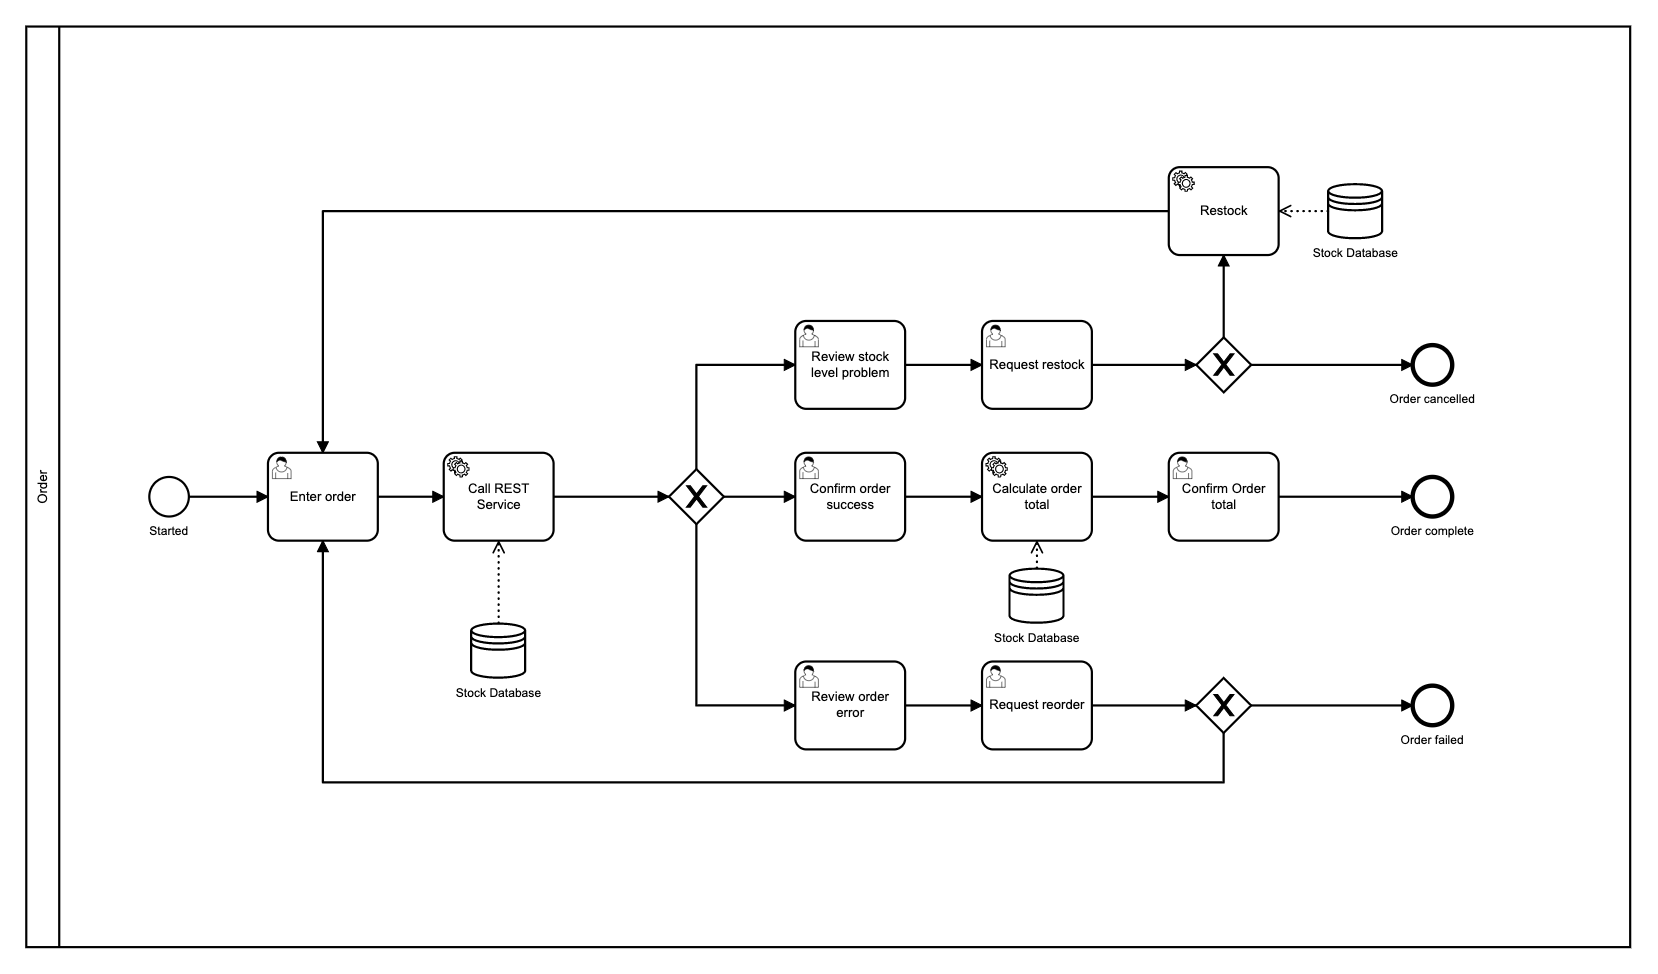 Order
Restock
Stock Database
Review stock
level problem
Request restock
X
Order cancelled
Started
Enter order
Call REST
Service
X
Confirm order
success
Calculate order
total
Confirm Order
total
Order complete
Stock Database
Stock Database
Review order
error
Request reorder
X
Order failed